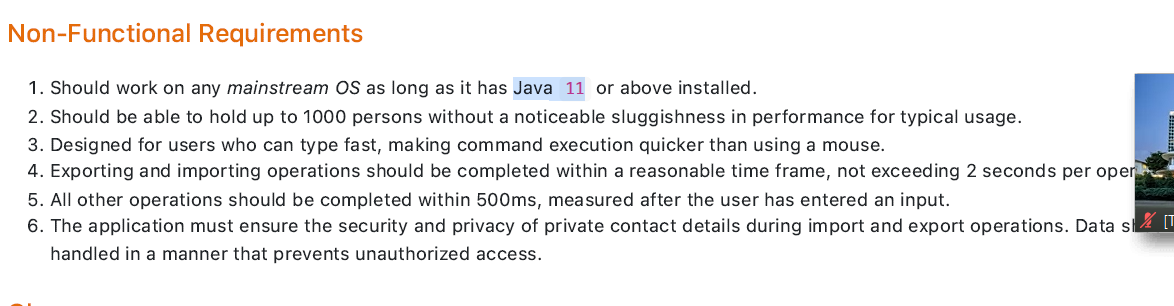 Non-Functional Requirements
1. Should work on any mainstream OS as long as it has Java 11 or above installed.
2. Should be able to hold up to 1000 persons without a noticeable sluggishness in performance for typical usage.
3. Designed for users who can type fast, making command execution quicker than using a mouse.
4. Exporting and importing operations should be completed within a reasonable time frame, not exceeding 2 seconds per
5. All other operations should be completed within 500ms, measured after the user has entered an input.
6. The application must ensure the security and privacy of private contact details during import and export operations. Data
handled in a manner that prevents unauthorized access.